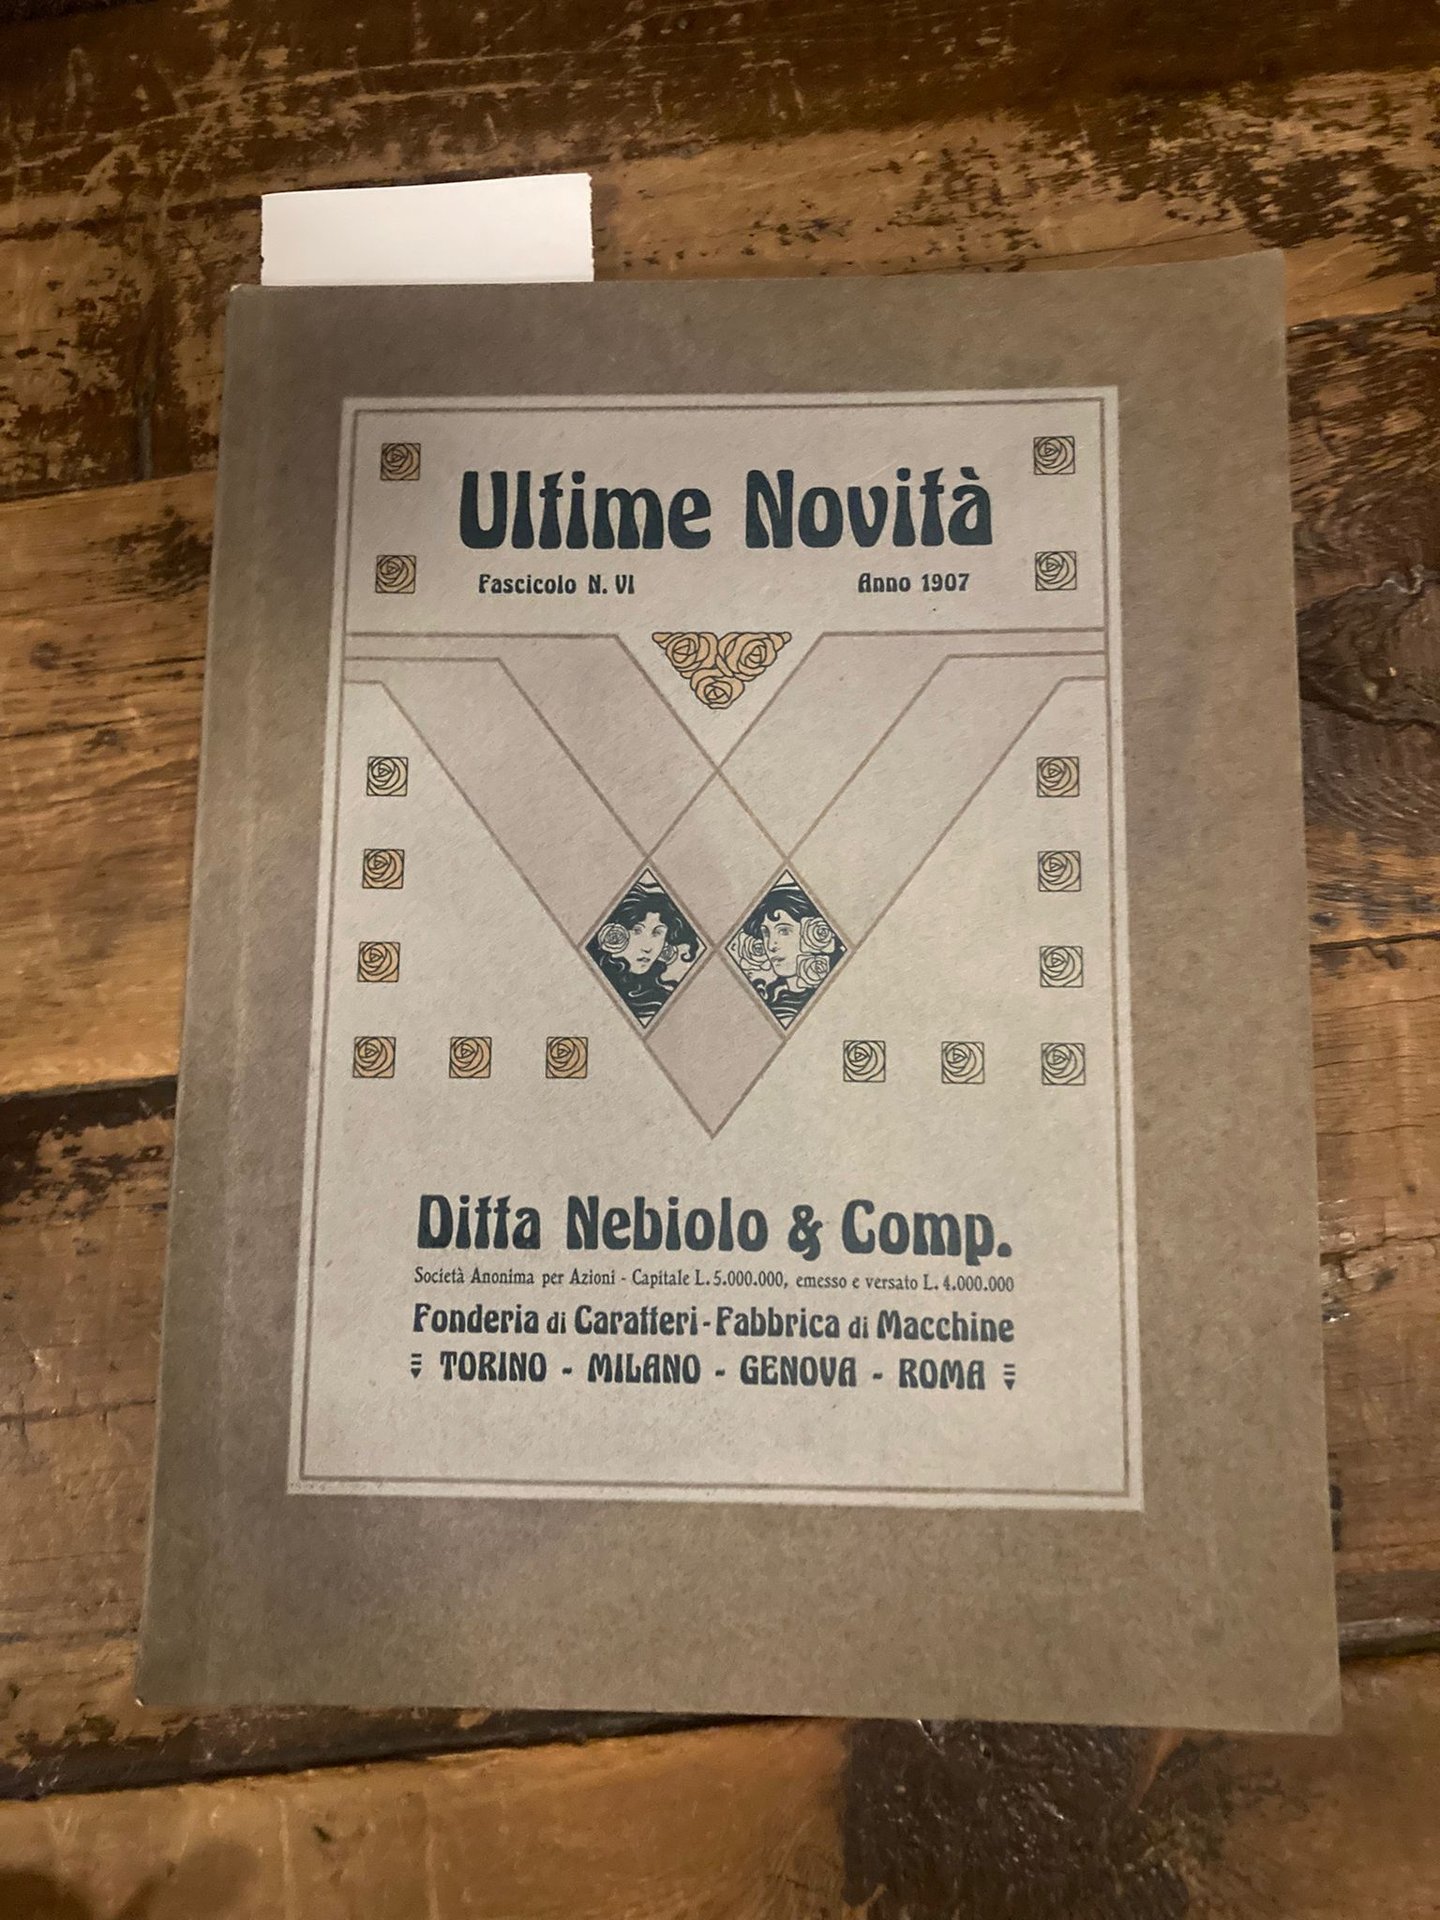 Ultime Novità
Fascicolo N. VI Anno 1907
Ditta Nebiolo & Comp.
Società Anonima per Azioni - Capitale L. 5.000.000, emesso e versato L. 4.000.000
Fonderia di Caratteri - Fabbrica di Macchine
TORINO - MILANO - GENOVA - ROMA